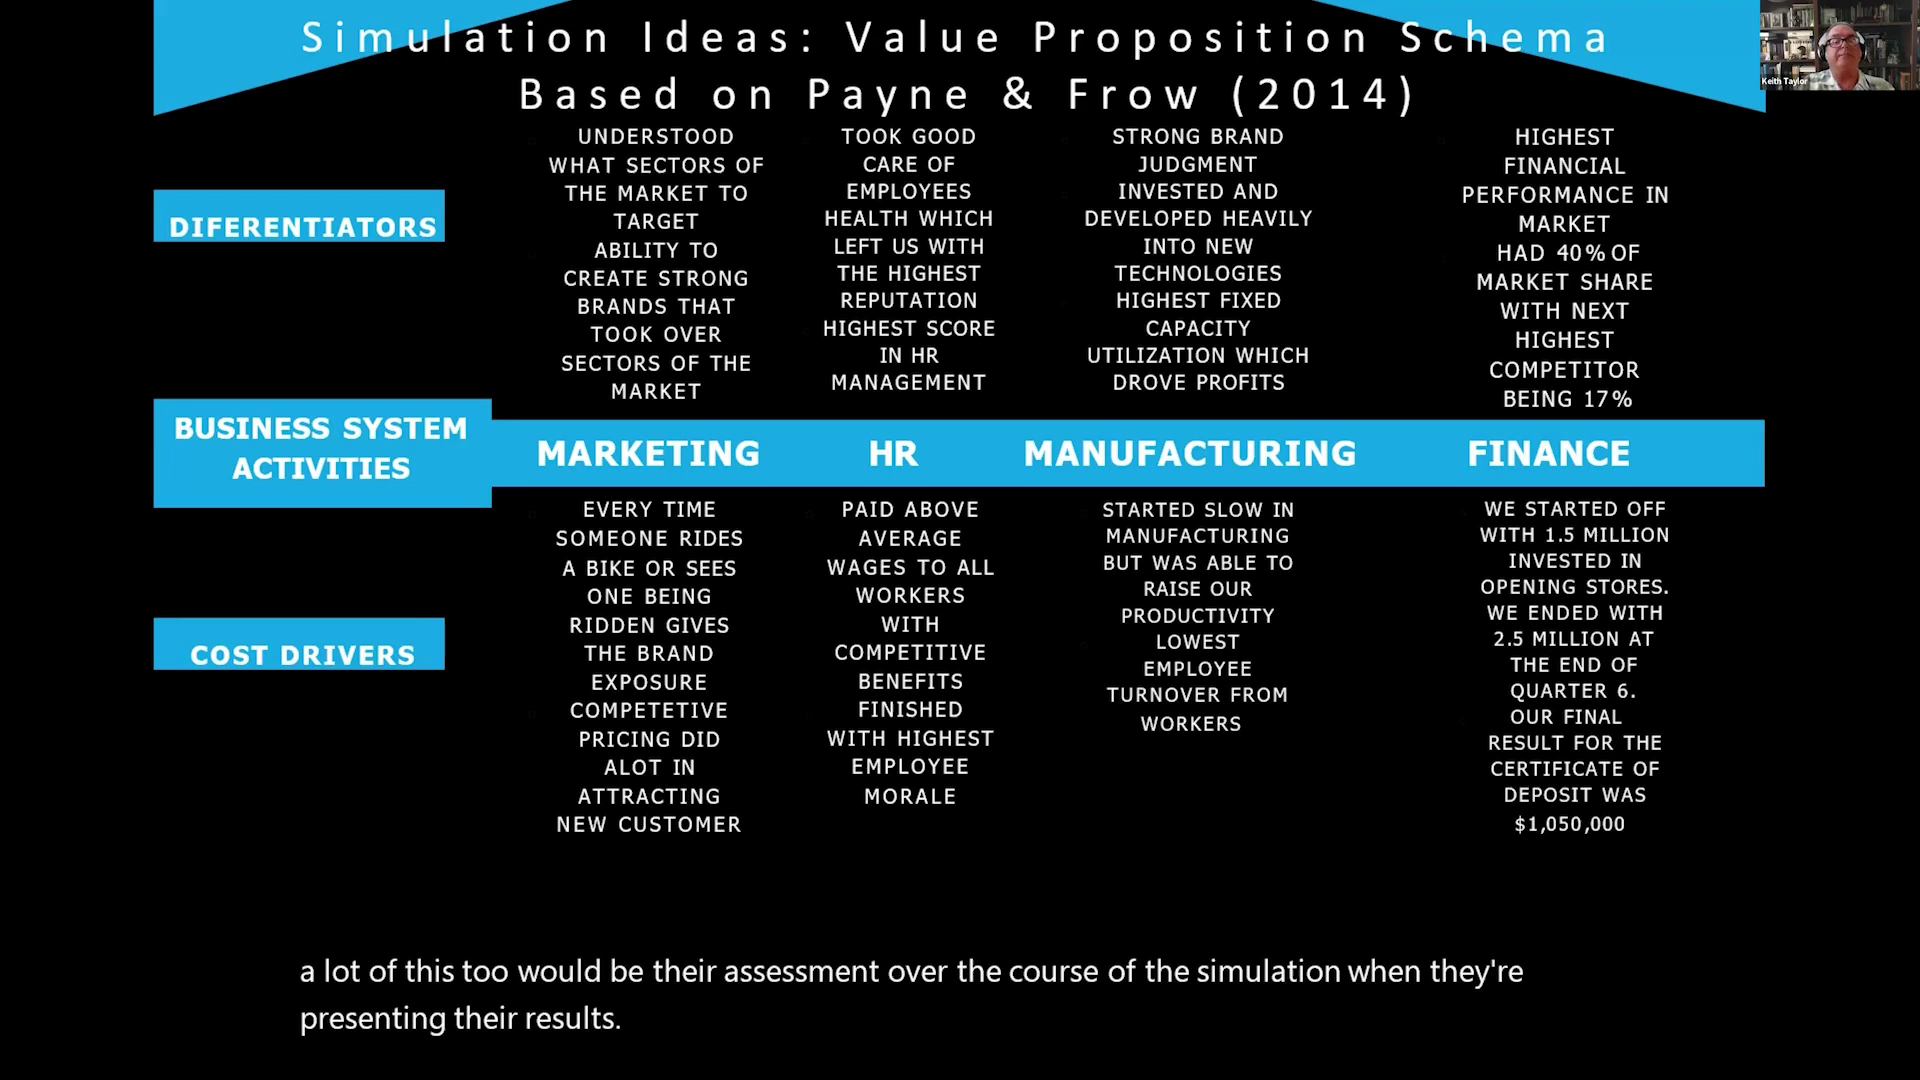 Simulation Ideas: Value Proposition Schema
Based on Payne & Frow (2014)
Keith Taylor
DIFERENTIATORS
UNDERSTOOD
WHAT SECTORS OF
THE MARKET TO
TARGET
ABILITY TO
CREATE STRONG
BRANDS THAT
TOOK OVER
SECTORS OF THE
MARKET
TOOK GOOD
CARE OF
EMPLOYEES
HEALTH WHICH
LEFT US WITH
THE HIGHEST
REPUTATION
HIGHEST SCORE
IN HR
MANAGEMENT
STRONG BRAND
JUDGMENT
INVESTED AND
DEVELOPED HEAVILY
INTO NEW
TECHNOLOGIES
HIGHEST FIXED
CAPACITY
UTILIZATION WHICH
DROVE PROFITS
HIGHEST
FINANCIAL
PERFORMANCE IN
MARKET
HAD 40% OF
MARKET SHARE
WITH NEXT
HIGHEST
COMPETITOR
BEING 17%
BUSINESS SYSTEM
ACTIVITIES
MARKETING
HR
MANUFACTURING
FINANCE
COST DRIVERS
EVERY TIME
SOMEONE RIDES
A BIKE OR SEES
ONE BEING
RIDDEN GIVES
THE BRAND
EXPOSURE
COMPETETIVE
PRICING DID
ALOT IN
ATTRACTING
NEW CUSTOMER
PAID ABOVE
AVERAGE
WAGES TO ALL
WORKERS
WITH
COMPETITIVE
BENEFITS
FINISHED
WITH HIGHEST
EMPLOYEE
MORALE
STARTED SLOW IN
MANUFACTURING
BUT WAS ABLE TO
RAISE OUR
PRODUCTIVITY
LOWEST
EMPLOYEE
TURNOVER FROM
WORKERS
WE STARTED OFF
WITH 1.5 MILLION
INVESTED IN
OPENING STORES.
WE ENDED WITH
2.5 MILLION AT
THE END OF
QUARTER 6.
OUR FINAL
RESULT FOR THE
CERTIFICATE OF
DEPOSIT WAS
$1,050,000
a lot of this too would be their assessment over the course of the simulation when they're
presenting their results.